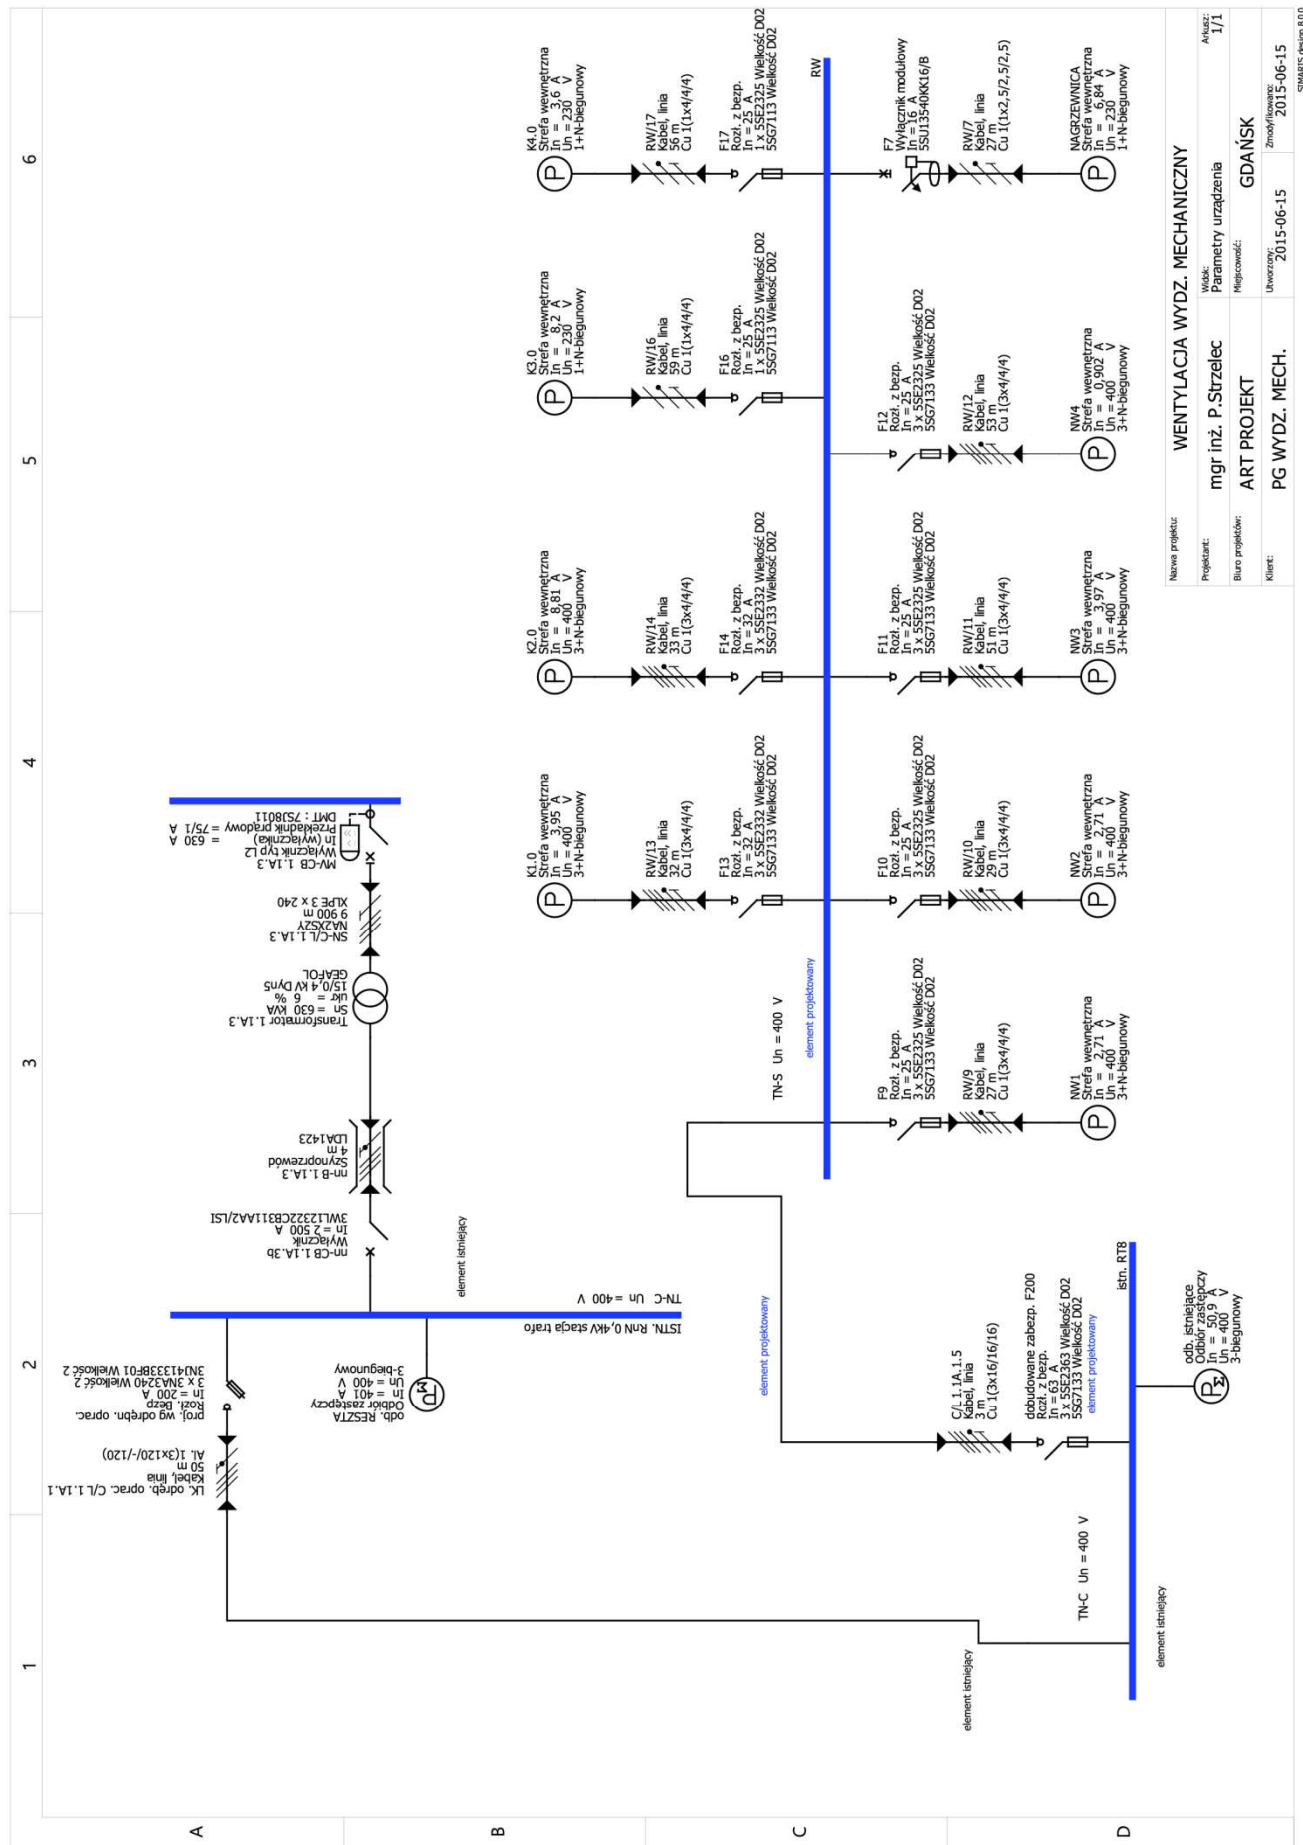 1
2
3
4
5
6
A
B
C
D
LK. odręb. oprac. C/L 1.1A.1
Kabel, linia
50 m
Al. 1(3x120/-/120)
proj. wg odrębn. oprac.
Rozł. Bezp
In = 200 A
3 x 3NA3240 Wielkość 2
3NJ41333BF01 Wielkość 2
odb. RESZTA
Odbiór zastępczy
In = 401 A
Un = 400 V
3-biegunowy
ISTN. RnN 0,4kV stacja trafo
TN-C Un = 400 V
element istniejący
nn-CB 1.1A.3b
Wyłącznik
In = 2 500 A
3WL12322CB311AA2/LSI
nn-B 1.1A.3
Szynoprzewód
4 m
LDA1423
Transformator 1.1A.3
Sn = 630 kVA
ukr = 6 %
15/0,4 kV Dyn5
GEAFOL
SN-C/L 1.1A.3
NA2XS2Y
9 900 m
XLPE 3 x 240
MV-CB 1.1A.3
Wyłącznik typ L2
In (wyłącznika) = 630 A
Przekładnik prądowy = 75/1 A
DMT : 7SJ8011
K1.0
Strefa wewnętrzna
In = 3,95 A
Un = 400 V
3+N-biegunowy
RW/13
Kabel, linia
32 m
Cu 1(3x4/4/4)
F13
Rozł. z bezp.
In = 32 A
3 x 5SE2332 Wielkość D02
5SG7133 Wielkość D02
K2.0
Strefa wewnętrzna
In = 8,81 A
Un = 400 V
3+N-biegunowy
RW/14
Kabel, linia
33 m
Cu 1(3x4/4/4)
F14
Rozł. z bezp.
In = 32 A
3 x 5SE2332 Wielkość D02
5SG7133 Wielkość D02
K3.0
Strefa wewnętrzna
In = 8,2 A
Un = 230 V
1+N-biegunowy
RW/16
Kabel, linia
59 m
Cu 1(1x4/4/4)
F16
Rozł. z bezp.
In = 25 A
1 x 5SE2325 Wielkość D02
5SG7113 Wielkość D02
K4.0
Strefa wewnętrzna
In = 3,6 A
Un = 230 V
1+N-biegunowy
RW/17
Kabel, linia
56 m
Cu 1(1x4/4/4)
F17
Rozł. z bezp.
In = 25 A
1 x 5SE2325 Wielkość D02
5SG7113 Wielkość D02
TN-S Un = 400 V
element projektowany
RW
F9
Rozł. z bezp.
In = 25 A
3 x 5SE2325 Wielkość D02
5SG7133 Wielkość D02
RW/9
Kabel, linia
27 m
Cu 1(3x4/4/4)
NW1
Strefa wewnętrzna
In = 2,71 A
Un = 400 V
3+N-biegunowy
F10
Rozł. z bezp.
In = 25 A
3 x 5SE2325 Wielkość D02
5SG7133 Wielkość D02
RW/10
Kabel, linia
29 m
Cu 1(3x4/4/4)
NW2
Strefa wewnętrzna
In = 2,71 A
Un = 400 V
3+N-biegunowy
F11
Rozł. z bezp.
In = 25 A
3 x 5SE2325 Wielkość D02
5SG7133 Wielkość D02
RW/11
Kabel, linia
51 m
Cu 1(3x4/4/4)
NW3
Strefa wewnętrzna
In = 3,97 A
Un = 400 V
3+N-biegunowy
F12
Rozł. z bezp.
In = 25 A
3 x 5SE2325 Wielkość D02
5SG7133 Wielkość D02
RW/12
Kabel, linia
53 m
Cu 1(3x4/4/4)
NW4
Strefa wewnętrzna
In = 0,902 A
Un = 400 V
3+N-biegunowy
F7
Wyłącznik modułowy
In = 16 A
5SU13540KK16/B
RW/7
Kabel, linia
27 m
Cu 1(1x2,5/2,5/2,5)
NAGRZEWNICA
Strefa wewnętrzna
In = 6,84 A
Un = 230 V
1+N-biegunowy
element projektowany
C/L 1.1A.1.5
Kabel, linia
3 m
Cu 1(3x16/16/16)
dobudowane zabezp. F200
Rozł. z bezp.
In = 63 A
3 x 5SE2363 Wielkość D02
5SG7133 Wielkość D02
element projektowany
TN-C Un = 400 V
istn. RT8
element istniejący
element istniejący
odb. istniejące
Odbiór zastępczy
In = 50,9 A
Un = 400 V
3-biegunowy
Nazwa projektu:
WENTYLACJA WYDZ. MECHANICZNY
Projektant:
mgr inż. P.Strzelec
Widok:
Parametry urządzenia
Arkusz:
1/1
Biuro projektów:
ART PROJEKT
Miejscowość:
GDAŃSK
Klient:
PG WYDZ. MECH.
Utworzony:
2015-06-15
Zmodyfikowano:
2015-06-15
SIMARIS design 8.0.0